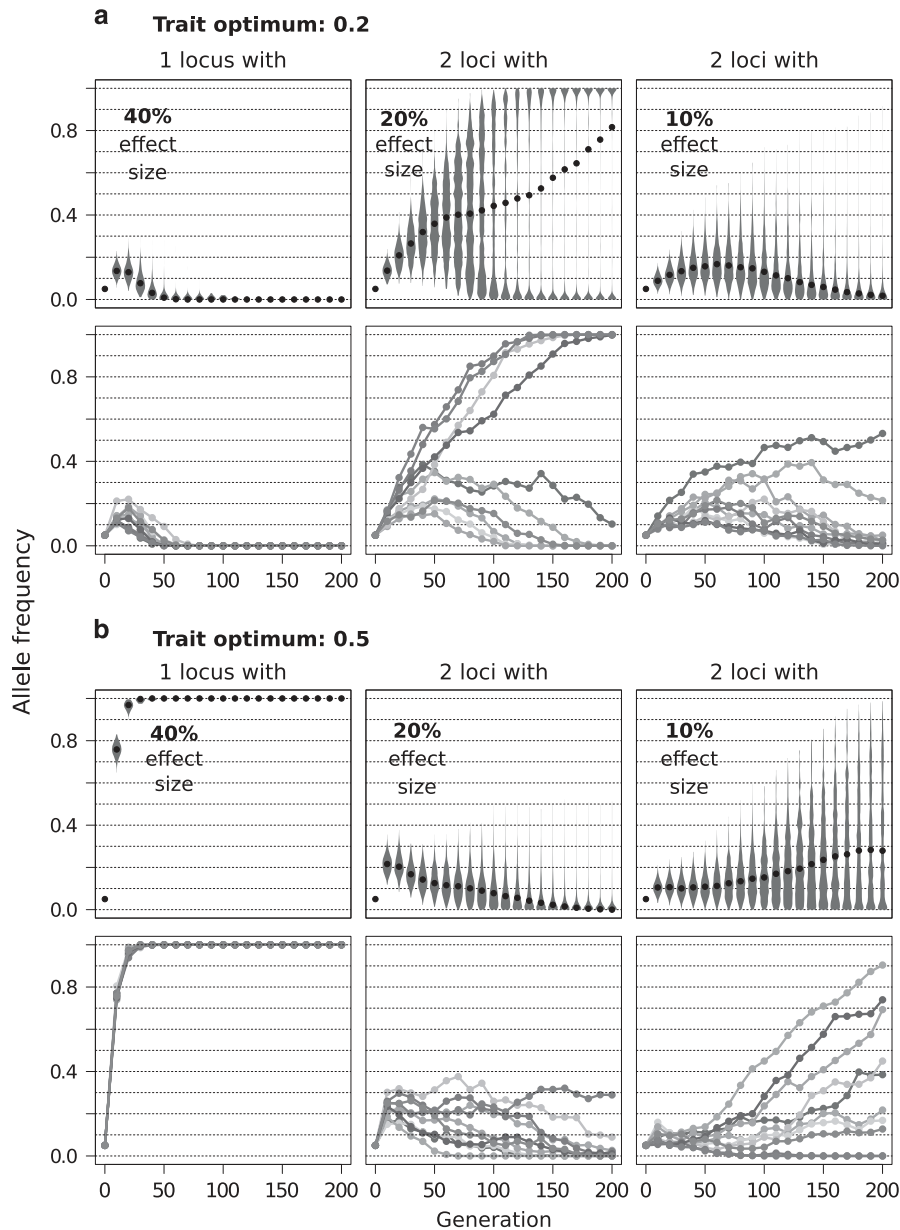 a
Trait optimum: 0.2
1 locus with
2 loci with
2 loci with
40%
effect
size
20%
effect
size
10%
effect
size
0.8
0.4
0.0
0.8
0.4
0.0
0 50 100 150 200
0 50 100 150 200
0 50 100 150 200
Allele frequency
b
Trait optimum: 0.5
1 locus with
2 loci with
2 loci with
40%
effect
size
20%
effect
size
10%
effect
size
0.8
0.4
0.0
0.8
0.4
0.0
0 50 100 150 200
0 50 100 150 200
0 50 100 150 200
Generation